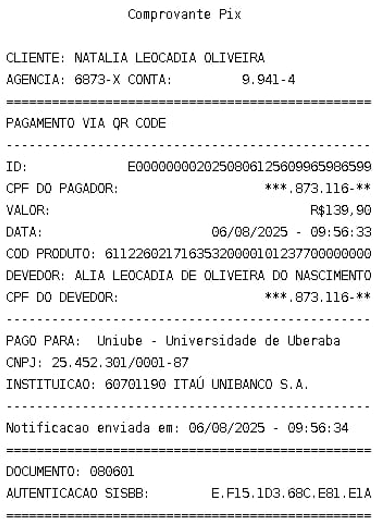 Comprovante Pix
CLIENTE: NATALIA LEOCADIA OLIVEIRA
AGENCIA: 6873-X CONTA: 9.941-4
================================================
PAGAMENTO VIA QR CODE
------------------------------------------------
ID: E00000000202508061256099659865​99
CPF DO PAGADOR: ***.873.116-**
VALOR: R$139,90
DATA: 06/08/2025 - 09:56:33
COD PRODUTO: 61122602171635320000101237700000000
DEVEDOR: ALIA LEOCADIA DE OLIVEIRA DO NASCIMENTO
CPF DO DEVEDOR: ***.873.116-**
------------------------------------------------
PAGO PARA: Uniube - Universidade de Uberaba
CNPJ: 25.452.301/0001-87
INSTITUICAO: 60701190 ITAÚ UNIBANCO S.A.
------------------------------------------------
Notificacao enviada em: 06/08/2025 - 09:56:34
================================================
DOCUMENTO: 080601
AUTENTICACAO SISBB: E.F15.1D3.68C.E81.E1A
================================================